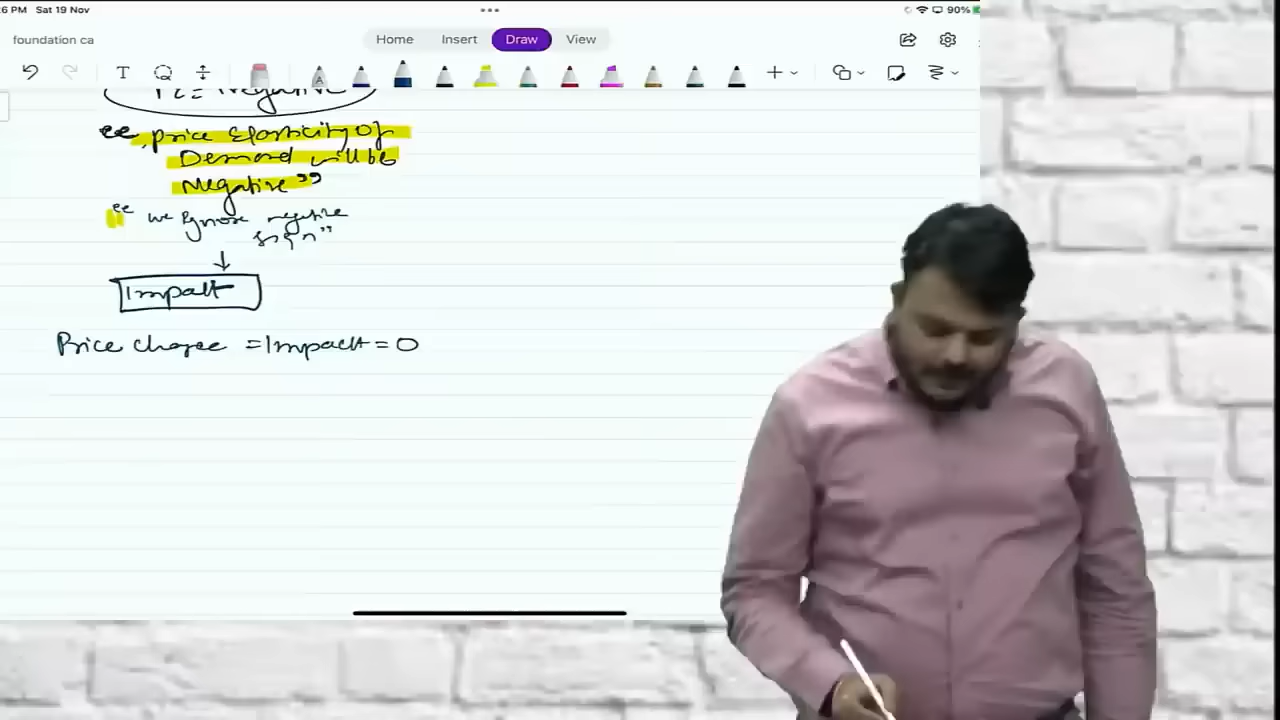 6 PM Sat 19 Nov
90%
foundation ca
Home Insert Draw View
T
A
= Negative
"Price Elasticity Of
Demand will be
Negative"
" we Ignore negative
sign"
Impact
Price change = Impact = 0